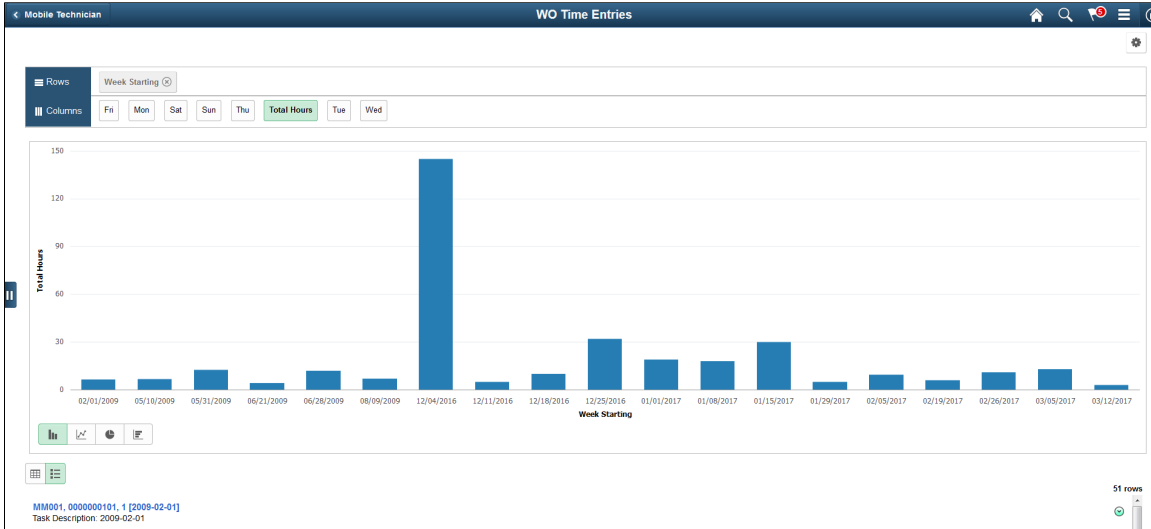 Mobile Technician
WO Time Entries
5
Rows
Week Starting
Columns
Fri Mon Sat Sun Thu Total Hours Tue Wed
150
120
90
60
30
0
Total Hours
02/01/2009 05/10/2009 05/31/2009 06/21/2009 06/28/2009 08/09/2009 12/04/2016 12/11/2016 12/18/2016 12/25/2016 01/01/2017 01/08/2017 01/15/2017 01/29/2017 02/05/2017 02/19/2017 02/26/2017 03/05/2017 03/12/2017
Week Starting
51 rows
MM001, 0000000101, 1 [2009-02-01]
Task Description: 2009-02-01